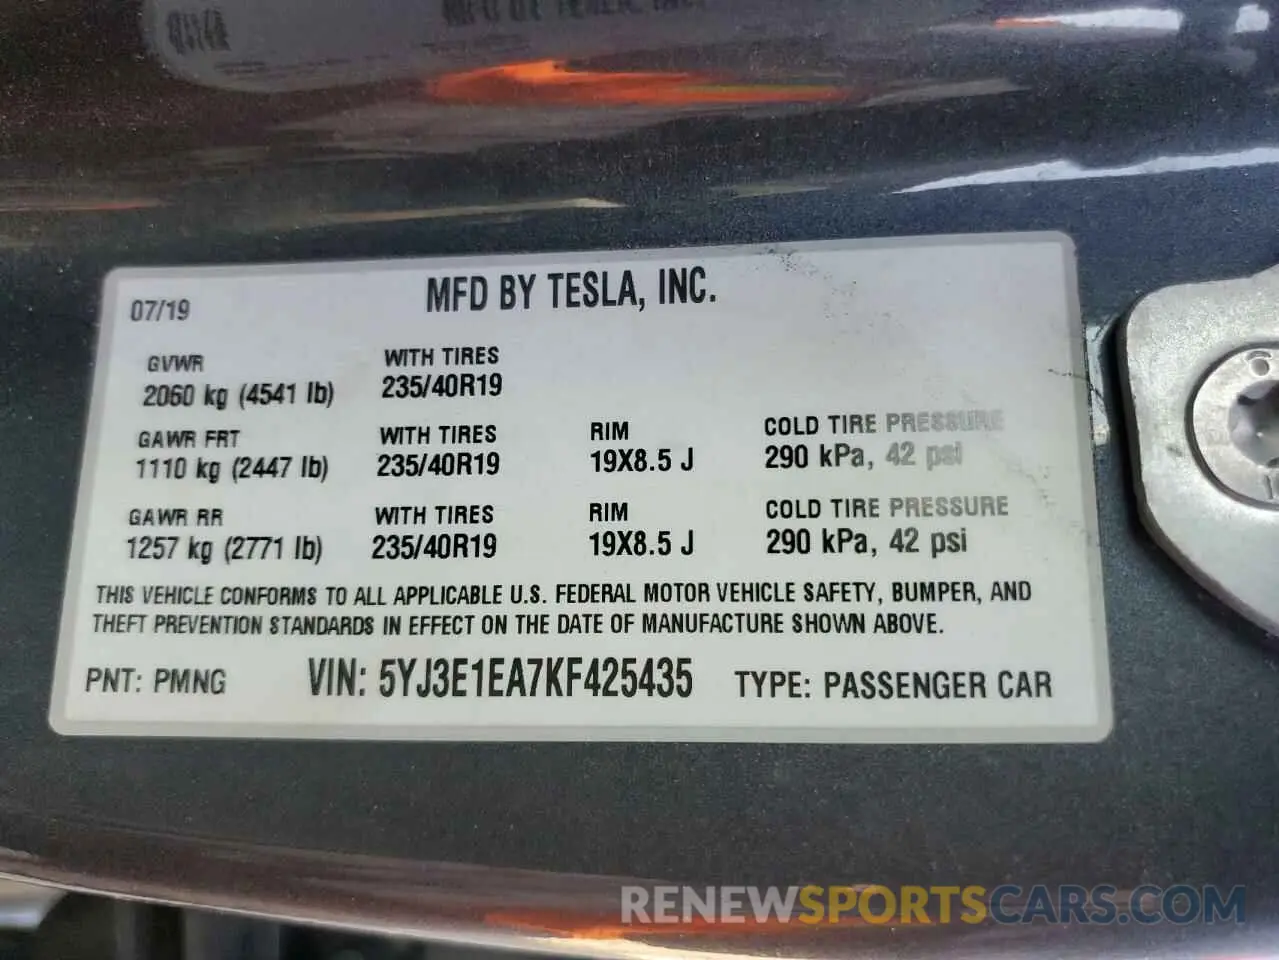 MFD BY TESLA, INC.
07/19
GVWR WITH TIRES
2060 kg (4541 lb) 235/40R19
GAWR FRT WITH TIRES RIM COLD TIRE PRESSURE
1110 kg (2447 lb) 235/40R19 19X8.5 J 290 kPa, 42 psi
GAWR RR WITH TIRES RIM COLD TIRE PRESSURE
1257 kg (2771 lb) 235/40R19 19X8.5 J 290 kPa, 42 psi
THIS VEHICLE CONFORMS TO ALL APPLICABLE U.S. FEDERAL MOTOR VEHICLE SAFETY, BUMPER, AND
THEFT PREVENTION STANDARDS IN EFFECT ON THE DATE OF MANUFACTURE SHOWN ABOVE.
PNT: PMNG VIN: 5YJ3E1EA7KF425435 TYPE: PASSENGER CAR
RENEWSPORTSCARS.COM